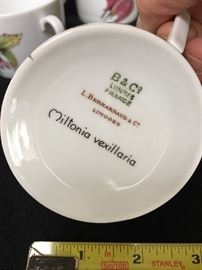 B & Cº
LIMOGES
FRANCE
L. BERNARDAUD & Cº
LIMOGES
Miltonia vexillaria
1
2
3
STANLEY